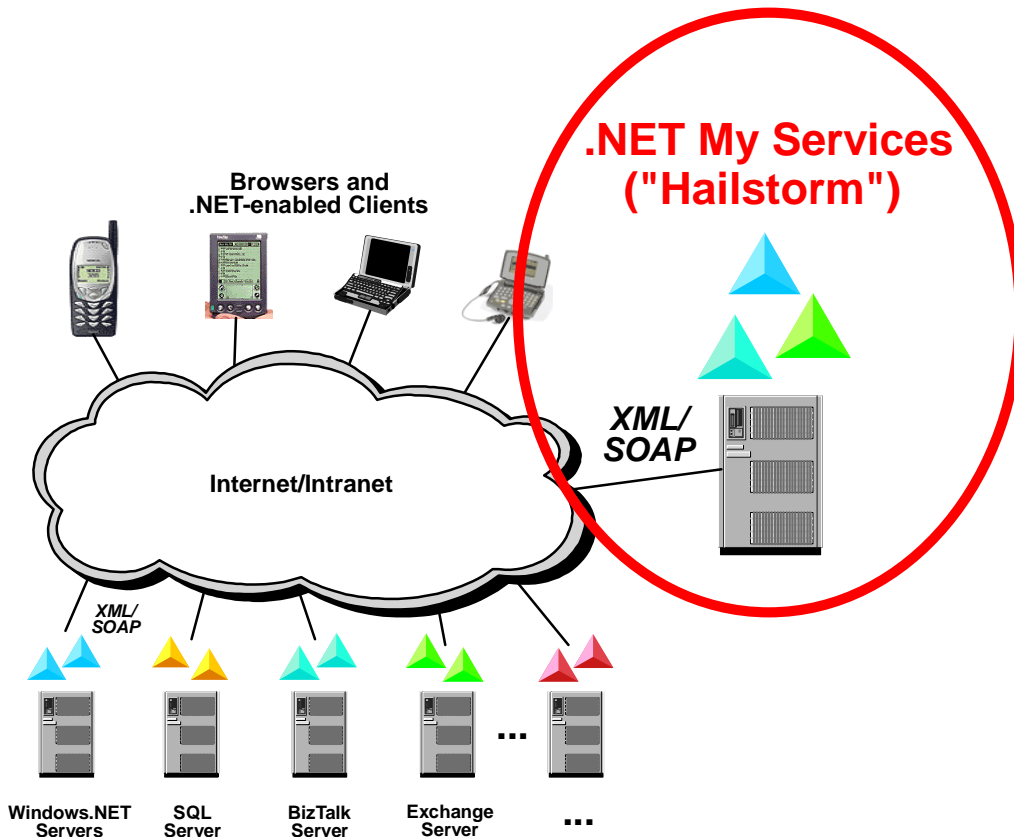 .NET My Services
("Hailstorm")
Browsers and
.NET-enabled Clients
XML/
SOAP
Internet/Intranet
XML/
SOAP
...
Windows.NET
Servers
SQL
Server
BizTalk
Server
Exchange
Server
...